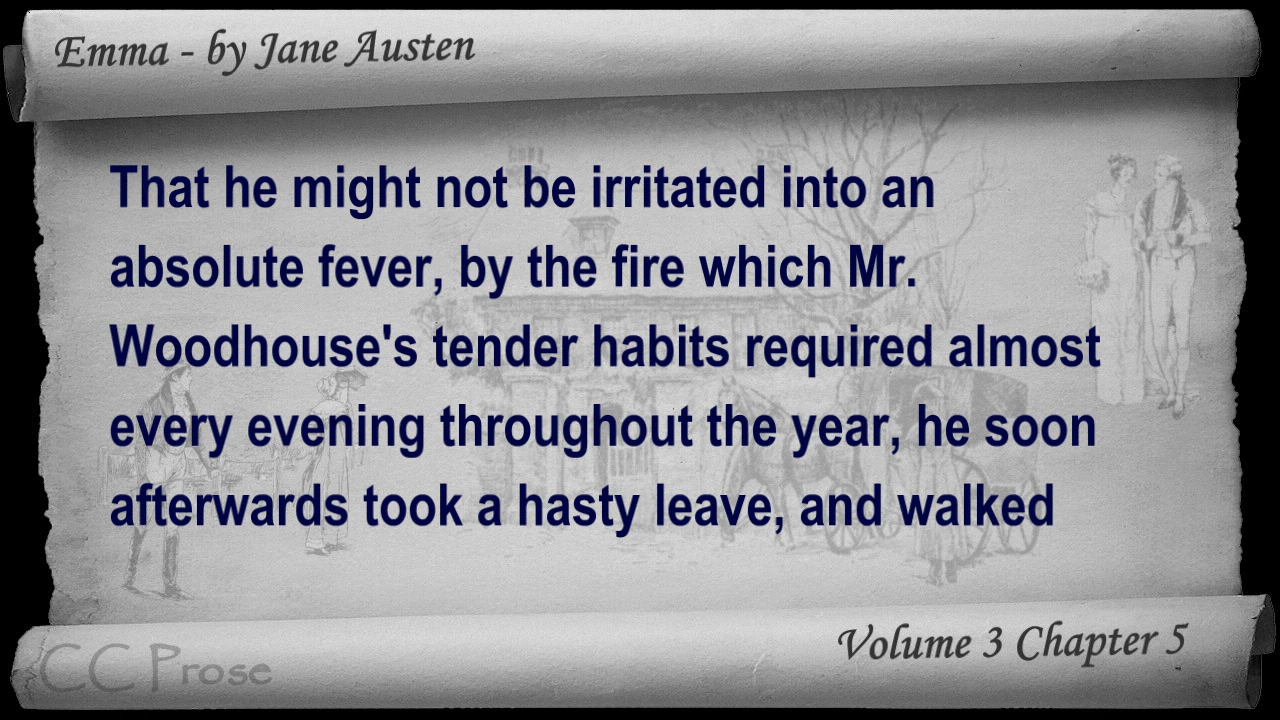 Emma - by Jane Austen
That he might not be irritated into an
absolute fever, by the fire which Mr.
Woodhouse's tender habits required almost
every evening throughout the year, he soon
afterwards took a hasty leave, and walked
Volume 3 Chapter 5
CC Prose